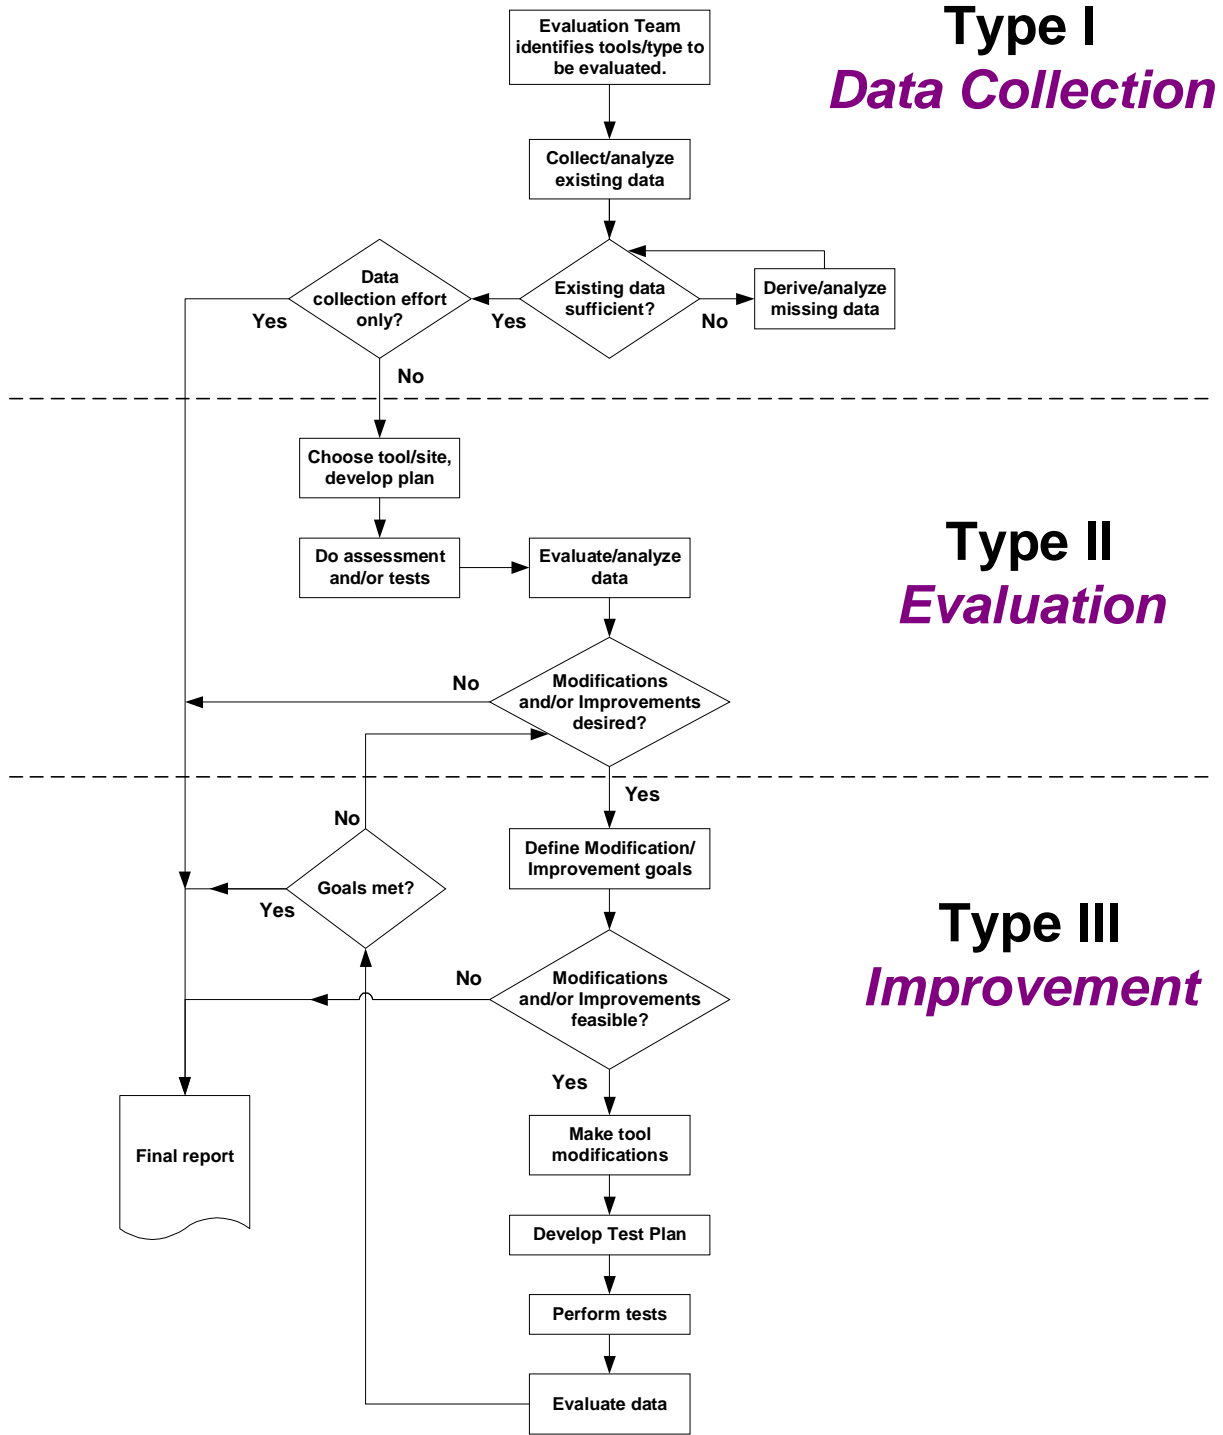 Type I
Data Collection
Evaluation Team
identifies tools/type to
be evaluated.
Collect/analyze
existing data
Existing data
sufficient?
No
Derive/analyze
missing data
Yes
Data
collection effort
only?
Yes
No
Type II
Evaluation
Choose tool/site,
develop plan
Do assessment
and/or tests
Evaluate/analyze
data
Modifications
and/or Improvements
desired?
No
Yes
Type III
Improvement
Define Modification/
Improvement goals
No
Goals met?
Yes
Modifications
and/or Improvements
feasible?
No
Yes
Make tool
modifications
Final report
Develop Test Plan
Perform tests
Evaluate data